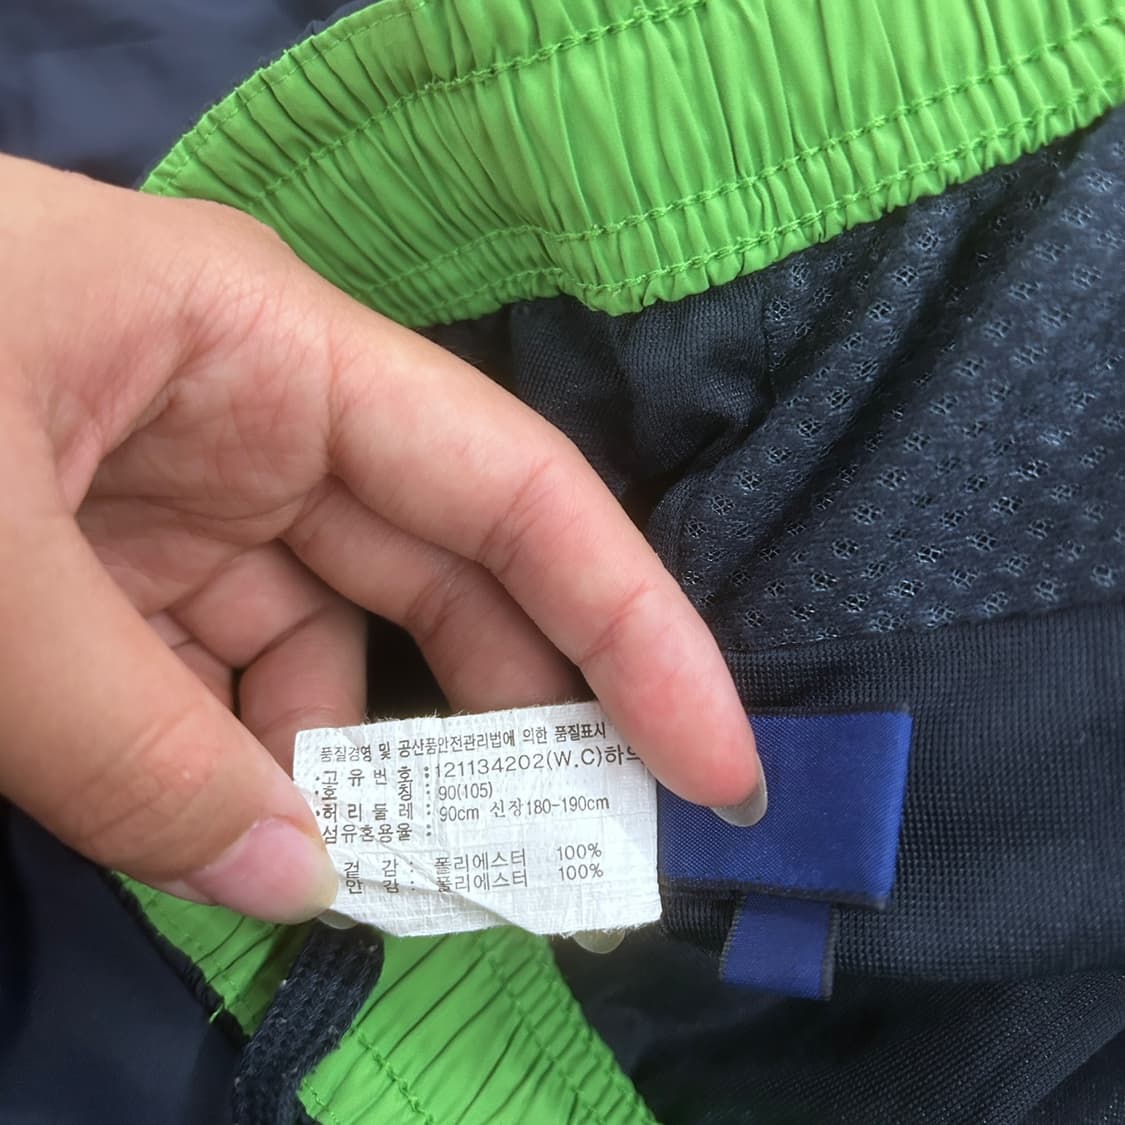 품질경영 및 공산품안전관리법에 의한 품질표시
·고 유 번 호 : 121134202(W.C)하의
·호 칭 : 90(105)
·허 리 둘 레 : 90cm 신장180-190cm
섬유혼용율 :
겉 감 : 폴리에스터 100%
안 감 : 폴리에스터 100%